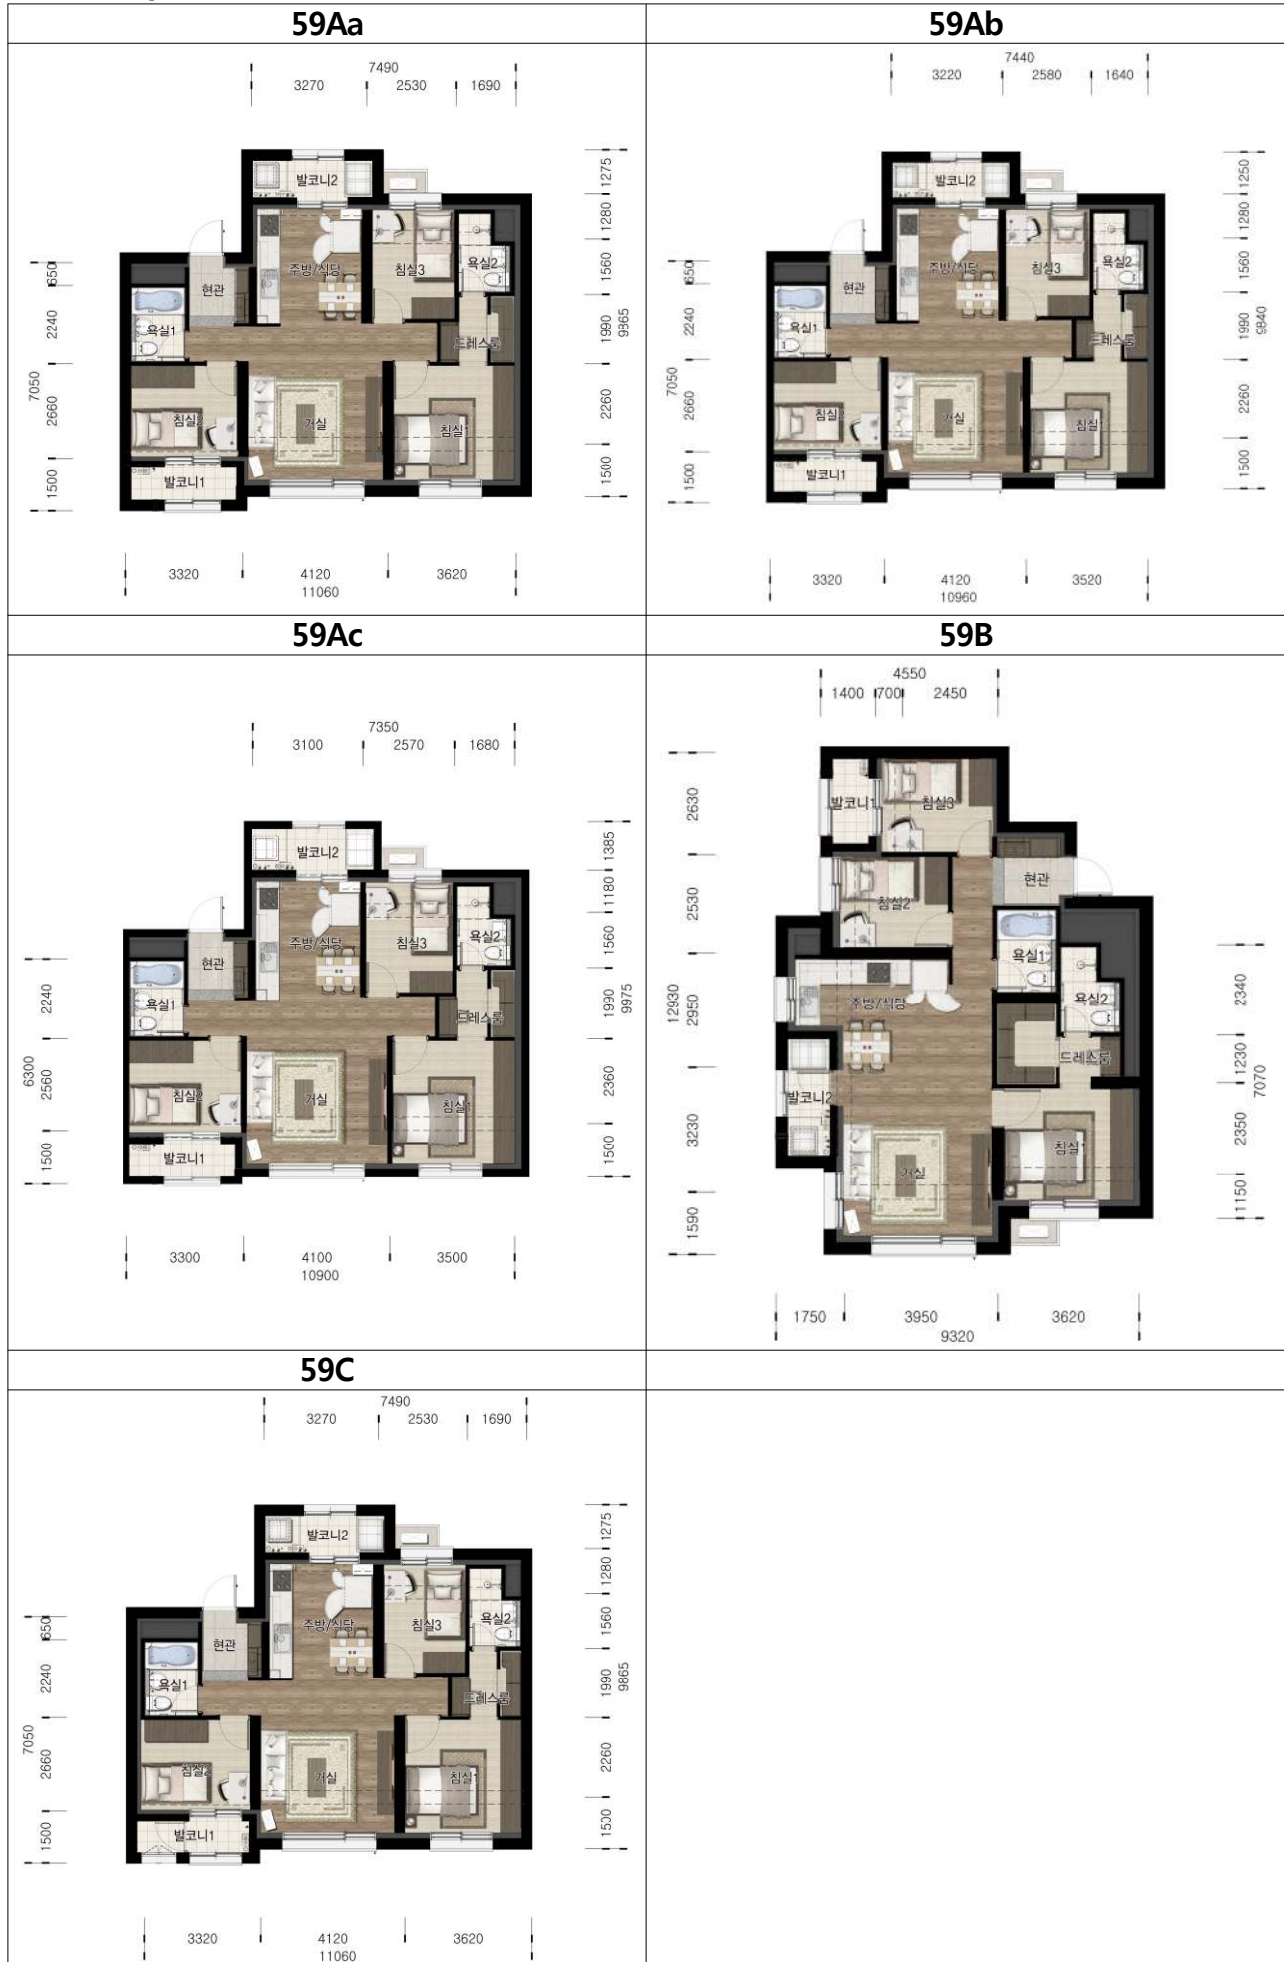 59Aa
59Ab
7490
3270 2530 1690
7440
3220 2580 1640
발코니2
주방/식당
침실3
욕실2
현관
욕실1
드레스룸
침실2
거실
침실1
발코니1
650
2240
2660
1500
7050
1275
1280
1560
1990
2260
1500
9865
3320 4120 3620
11060
발코니2
주방/식당
침실3
욕실2
현관
욕실1
드레스룸
침실2
거실
침실1
발코니1
650
2240
2660
1500
7050
1250
1280
1560
1990
2260
1500
9840
3320 4120 3520
10960
59Ac
59B
7350
3100 2570 1680
발코니2
주방/식당
침실3
욕실2
현관
욕실1
드레스룸
침실2
거실
침실1
발코니1
2240
2560
1500
6300
1385
1180
1560
1990
2360
1500
9975
3300 4100 3500
10900
4550
1400 700 2450
발코니1
침실3
현관
침실2
욕실1
주방/식당
욕실2
드레스룸
발코니2
침실1
거실
2630
2530
2950
3230
1590
12930
2340
1230
2350
1150
7070
1750 3950 3620
9320
59C
7490
3270 2530 1690
발코니2
주방/식당
침실3
욕실2
현관
욕실1
드레스룸
침실2
거실
침실1
발코니1
650
2240
2660
1500
7050
1275
1280
1560
1990
2260
1500
9865
3320 4120 3620
11060